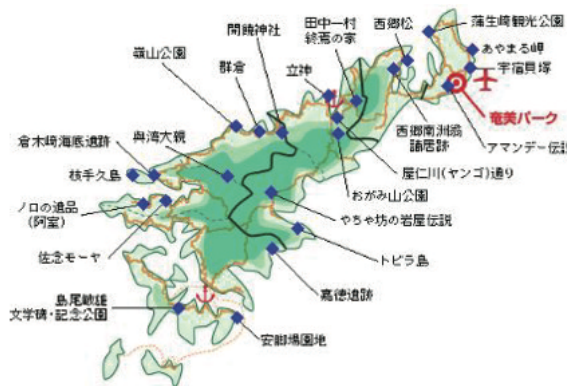 田中一村
終焉の家
西郷松
蒲生崎観光公園
開饒神社
あやまる岬
嶺山公園
群倉
立神
宇宿貝塚
奄美パーク
西郷南洲翁
謫居跡
アマンデー伝説
倉木崎海底遺跡
與湾大親
屋仁川(ヤンゴ)通り
おがみ山公園
枝手久島
ノロの遺品
(阿室)
やちゃ坊の岩屋伝説
佐念モーヤ
トビラ島
嘉徳遺跡
島尾敏雄
文学碑・記念公園
安脚場園地